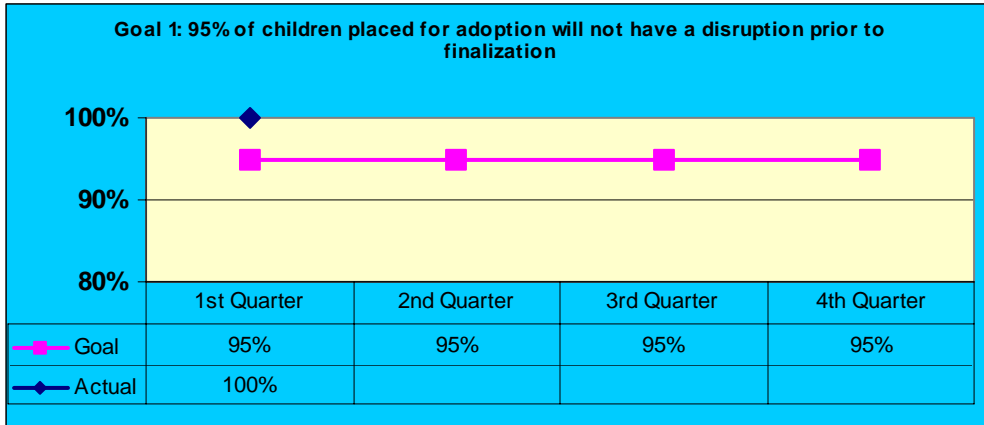 Goal 1: 95% of children placed for adoption will not have a disruption prior to
finalization
100%
90%
80%
1st Quarter 2nd Quarter 3rd Quarter 4th Quarter
Goal 95% 95% 95% 95%
Actual 100%